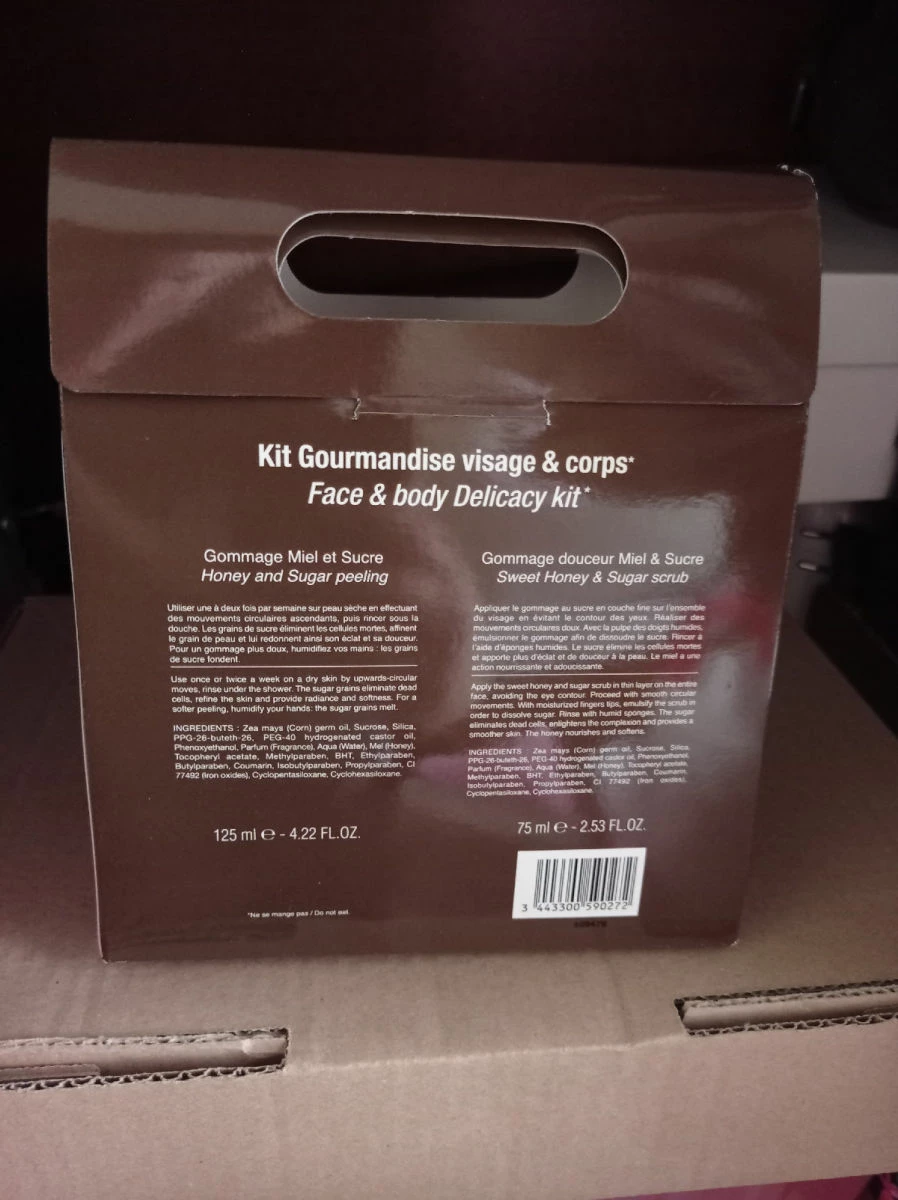 Kit Gourmandise visage & corps*
Face & body Delicacy kit*
Gommage Miel et Sucre
Honey and Sugar peeling
Utiliser une à deux fois par semaine sur peau sèche en effectuant
des mouvements circulaires ascendants, puis rincer sous la
douche. Les grains de sucre éliminent les cellules mortes, affinent
le grain de peau et lui redonnent ainsi son éclat et sa douceur.
Pour un gommage plus doux, humidifiez vos mains : les grains
de sucre fondent.
Use once or twice a week on a dry skin by upwards-circular
moves, rinse under the shower. The sugar grains eliminate dead
cells, refine the skin and provide radiance and softness. For a
softer peeling, humidify your hands: the sugar grains melt.
INGREDIENTS : Zea mays (Corn) germ oil, Sucrose, Silica,
PPG-26-buteth-26, PEG-40 hydrogenated castor oil,
Phenoxyethanol, Parfum (Fragrance), Aqua (Water), Mel (Honey),
Tocopheryl acetate, Methylparaben, BHT, Ethylparaben,
Butylparaben, Coumarin, Isobutylparaben, Propylparaben, CI
77492 (Iron oxides), Cyclopentasiloxane, Cyclohexasiloxane.
125 ml ℮ - 4.22 FL.OZ.
*Ne se mange pas / Do not eat.
Gommage douceur Miel & Sucre
Sweet Honey & Sugar scrub
Appliquer le gommage au sucre en couche fine sur l'ensemble
du visage en évitant le contour des yeux. Réaliser des
mouvements circulaires doux. Avec la pulpe des doigts humides,
émulsionner le gommage afin de dissoudre le sucre. Rincer à
l'aide d'éponges humides. Le sucre élimine les cellules mortes
et apporte plus d'éclat et de douceur à la peau. Le miel a une
action nourrissante et adoucissante.
Apply the sweet honey and sugar scrub in thin layer on the entire
face, avoiding the eye contour. Proceed with smooth circular
movements. With moisturized fingers tips, emulsify the scrub in
order to dissolve sugar. Rinse with humid sponges. The sugar
eliminates dead cells, enlightens the complexion and provides a
smoother skin. The honey nourishes and softens.
INGREDIENTS : Zea mays (Corn) germ oil, Sucrose, Silica,
PPG-26-buteth-26, PEG-40 hydrogenated castor oil, Phenoxyethanol,
Parfum (Fragrance), Aqua (Water), Mel (Honey), Tocopheryl acetate,
Methylparaben, BHT, Ethylparaben, Butylparaben, Coumarin,
Isobutylparaben, Propylparaben, CI 77492 (Iron oxides),
Cyclopentasiloxane, Cyclohexasiloxane.
75 ml ℮ - 2.53 FL.OZ.
3 443300 590272